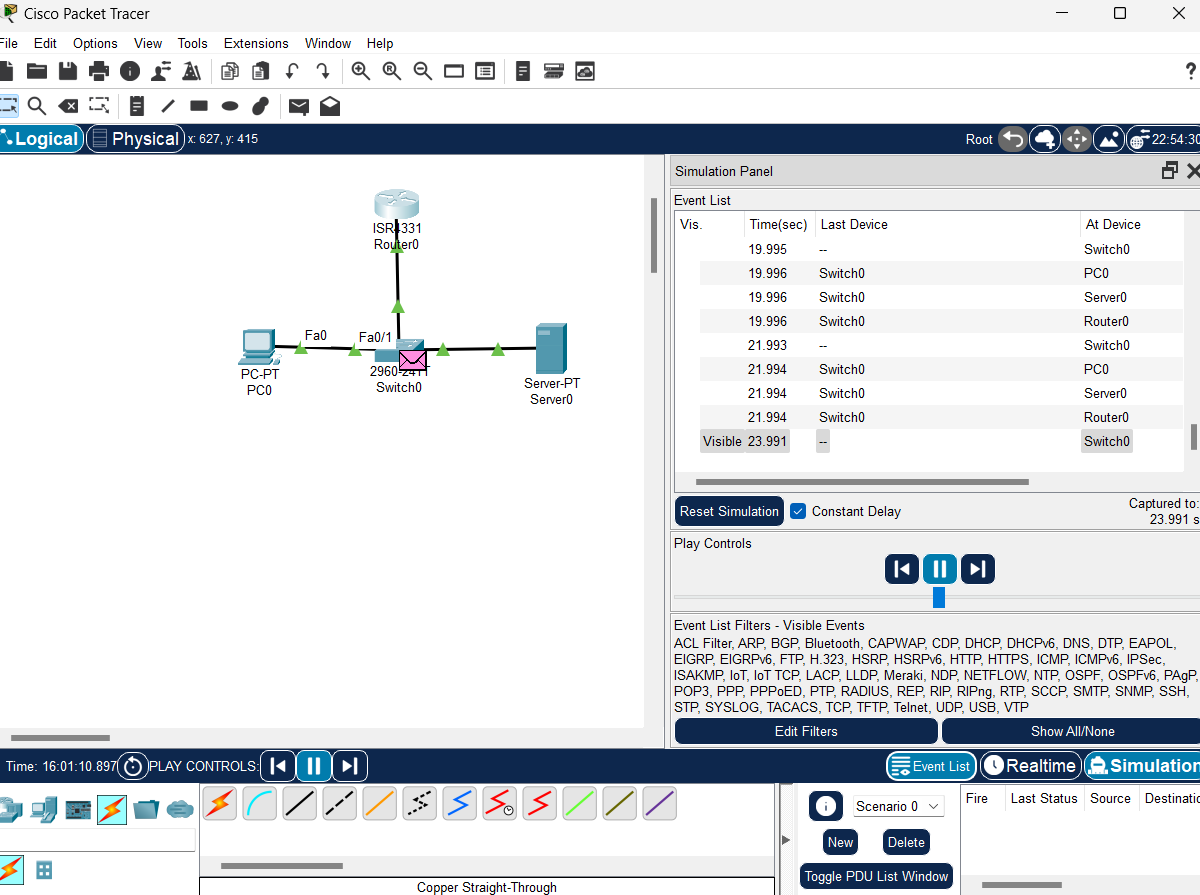 Cisco Packet Tracer
File Edit Options View Tools Extensions Window Help
?
Logical Physical x: 627, y: 415 Root 22:54:30
ISR4331
Router0
Fa0 Fa0/1
PC-PT
PC0
2960-24TT
Switch0
Server-PT
Server0
Simulation Panel
Event List
Vis. Time(sec) Last Device At Device
19.995 -- Switch0
19.996 Switch0 PC0
19.996 Switch0 Server0
19.996 Switch0 Router0
21.993 -- Switch0
21.994 Switch0 PC0
21.994 Switch0 Server0
21.994 Switch0 Router0
Visible 23.991 -- Switch0
Reset Simulation Constant Delay
Captured to:
23.991 s
Play Controls
Event List Filters - Visible Events
ACL Filter, ARP, BGP, Bluetooth, CAPWAP, CDP, DHCP, DHCPv6, DNS, DTP, EAPOL,
EIGRP, EIGRPv6, FTP, H.323, HSRP, HSRPv6, HTTP, HTTPS, ICMP, ICMPv6, IPSec,
ISAKMP, IoT, IoT TCP, LACP, LLDP, Meraki, NDP, NETFLOW, NTP, OSPF, OSPFv6, PAgP,
POP3, PPP, PPPoED, PTP, RADIUS, REP, RIP, RIPng, RTP, SCCP, SMTP, SNMP, SSH,
STP, SYSLOG, TACACS, TCP, TFTP, Telnet, UDP, USB, VTP
Edit Filters Show All/None
Time: 16:01:10.897 PLAY CONTROLS: Event List Realtime Simulation
Scenario 0
New Delete
Toggle PDU List Window
Fire Last Status Source Destinatio
Copper Straight-Through